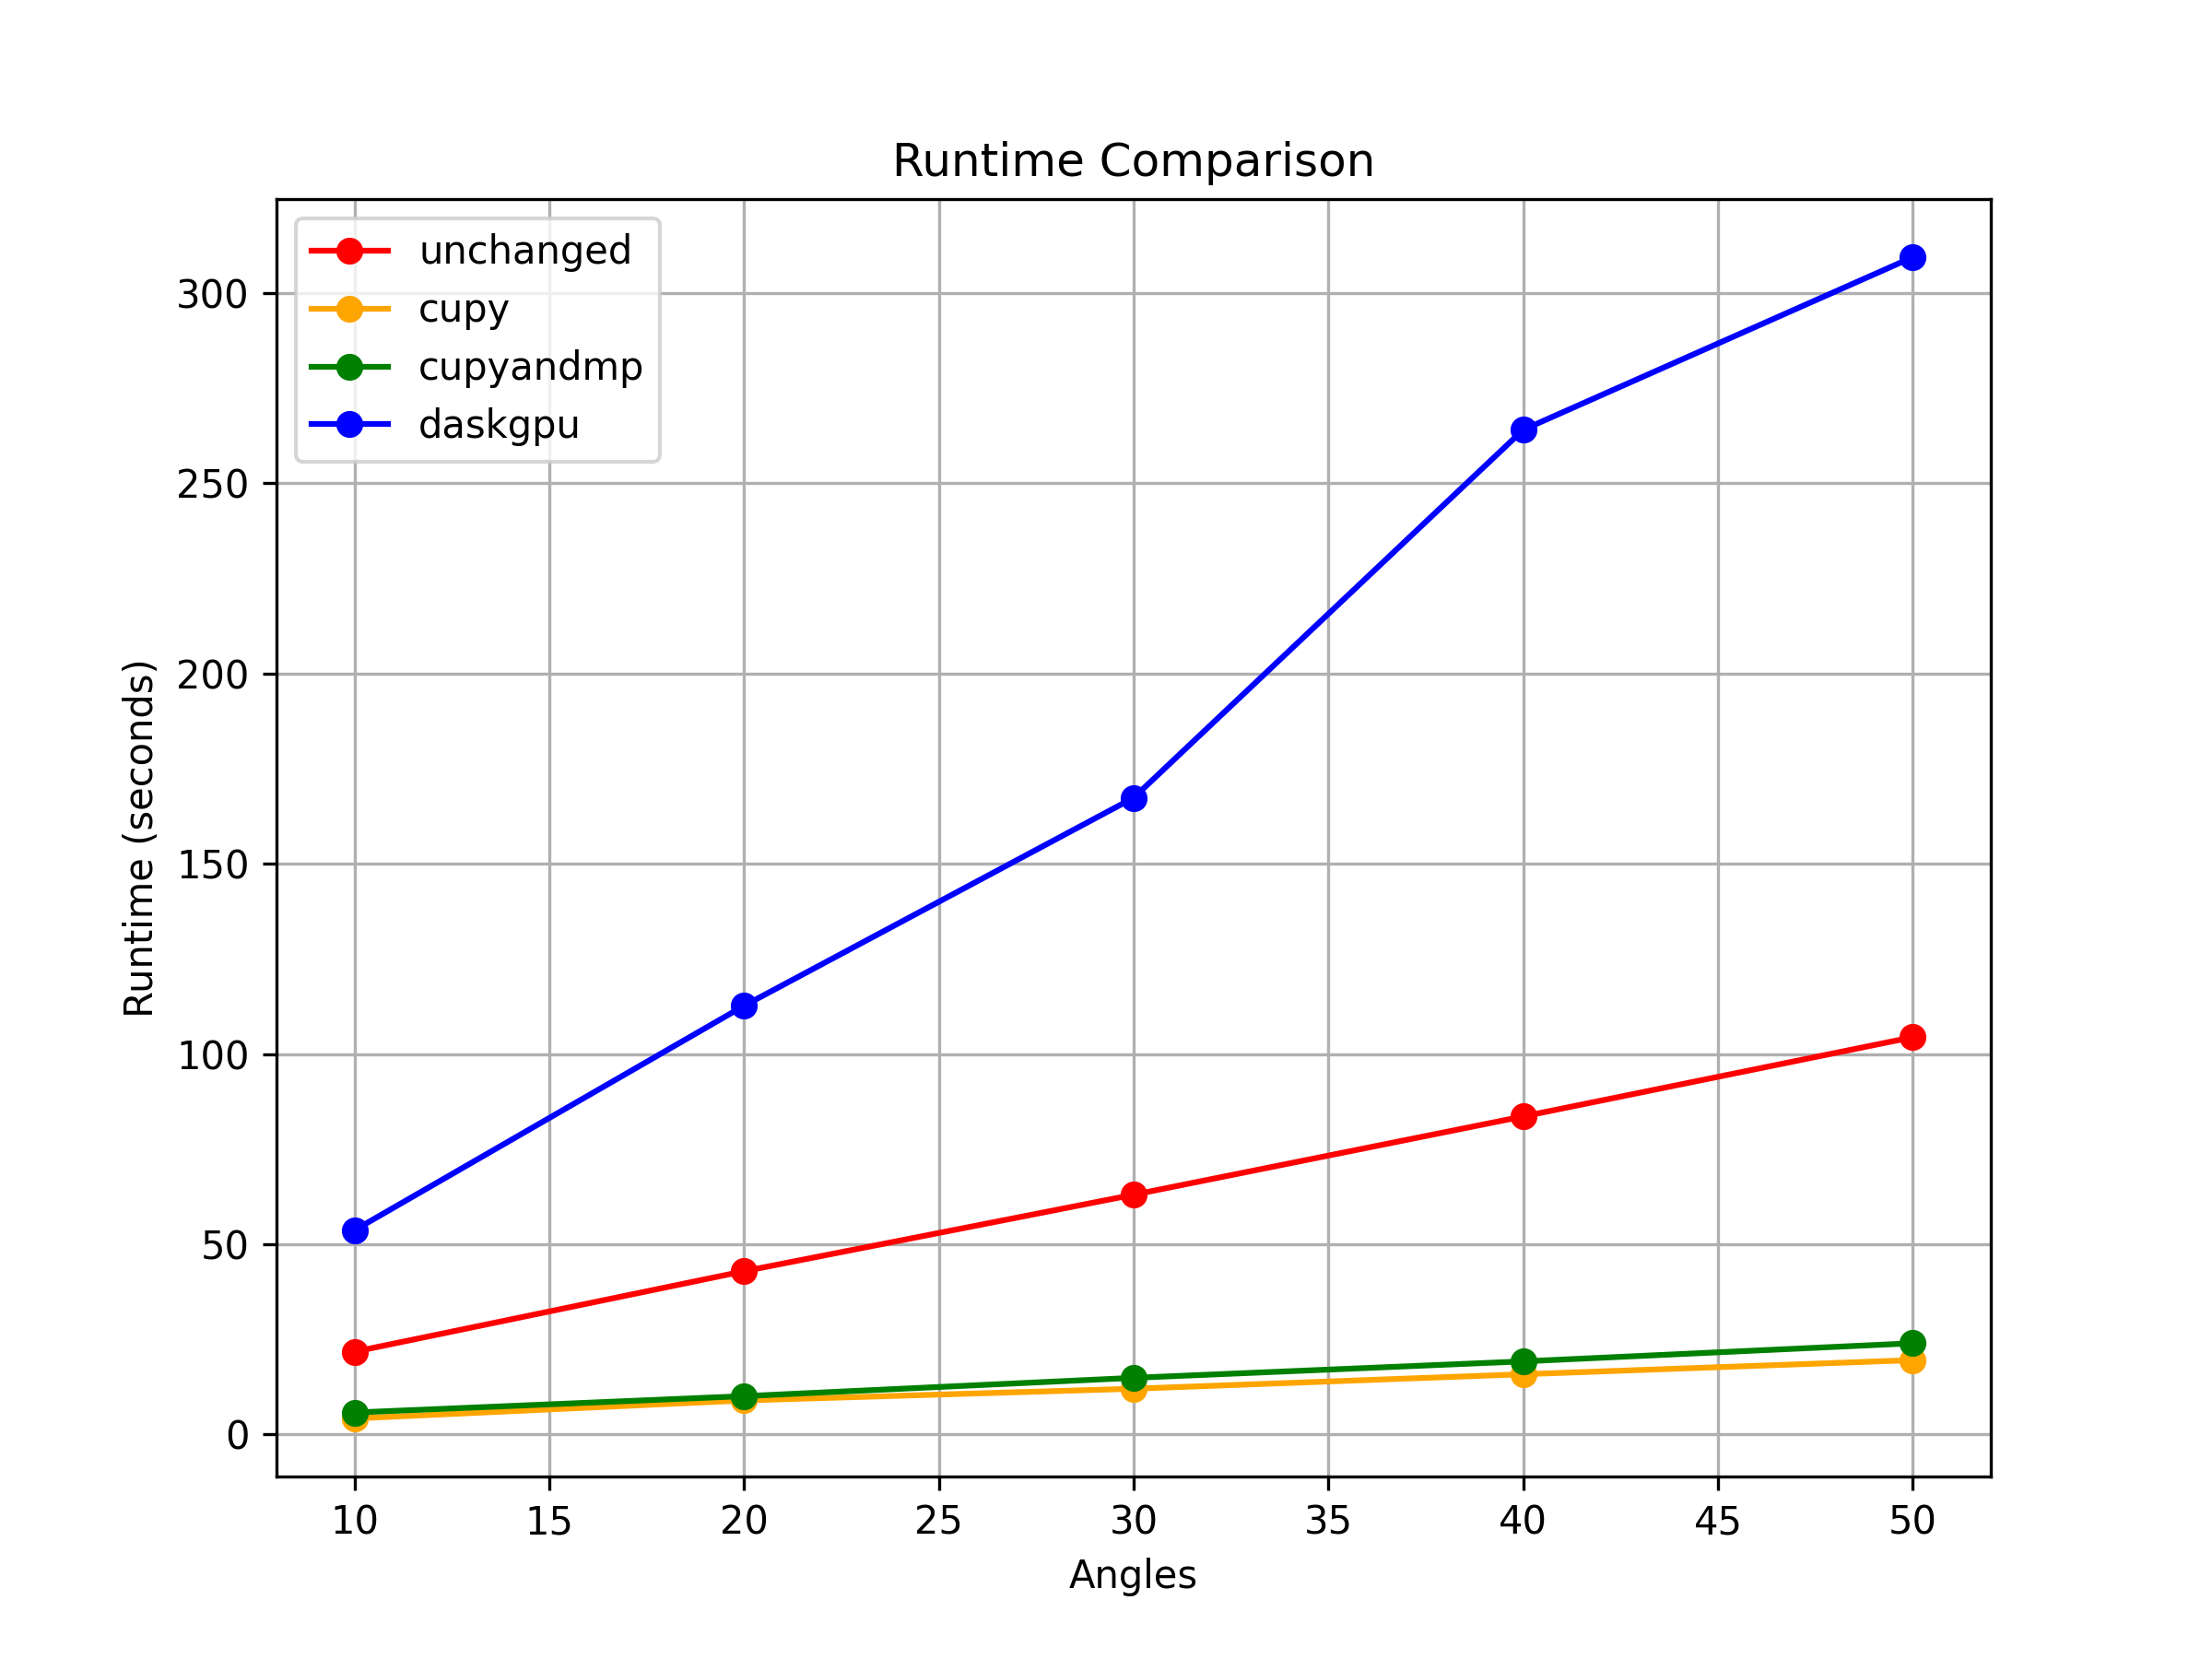 Runtime Comparison
unchanged
cupy
cupyandmp
daskgpu
300
250
200
150
100
50
0
Runtime (seconds)
10 15 20 25 30 35 40 45 50
Angles